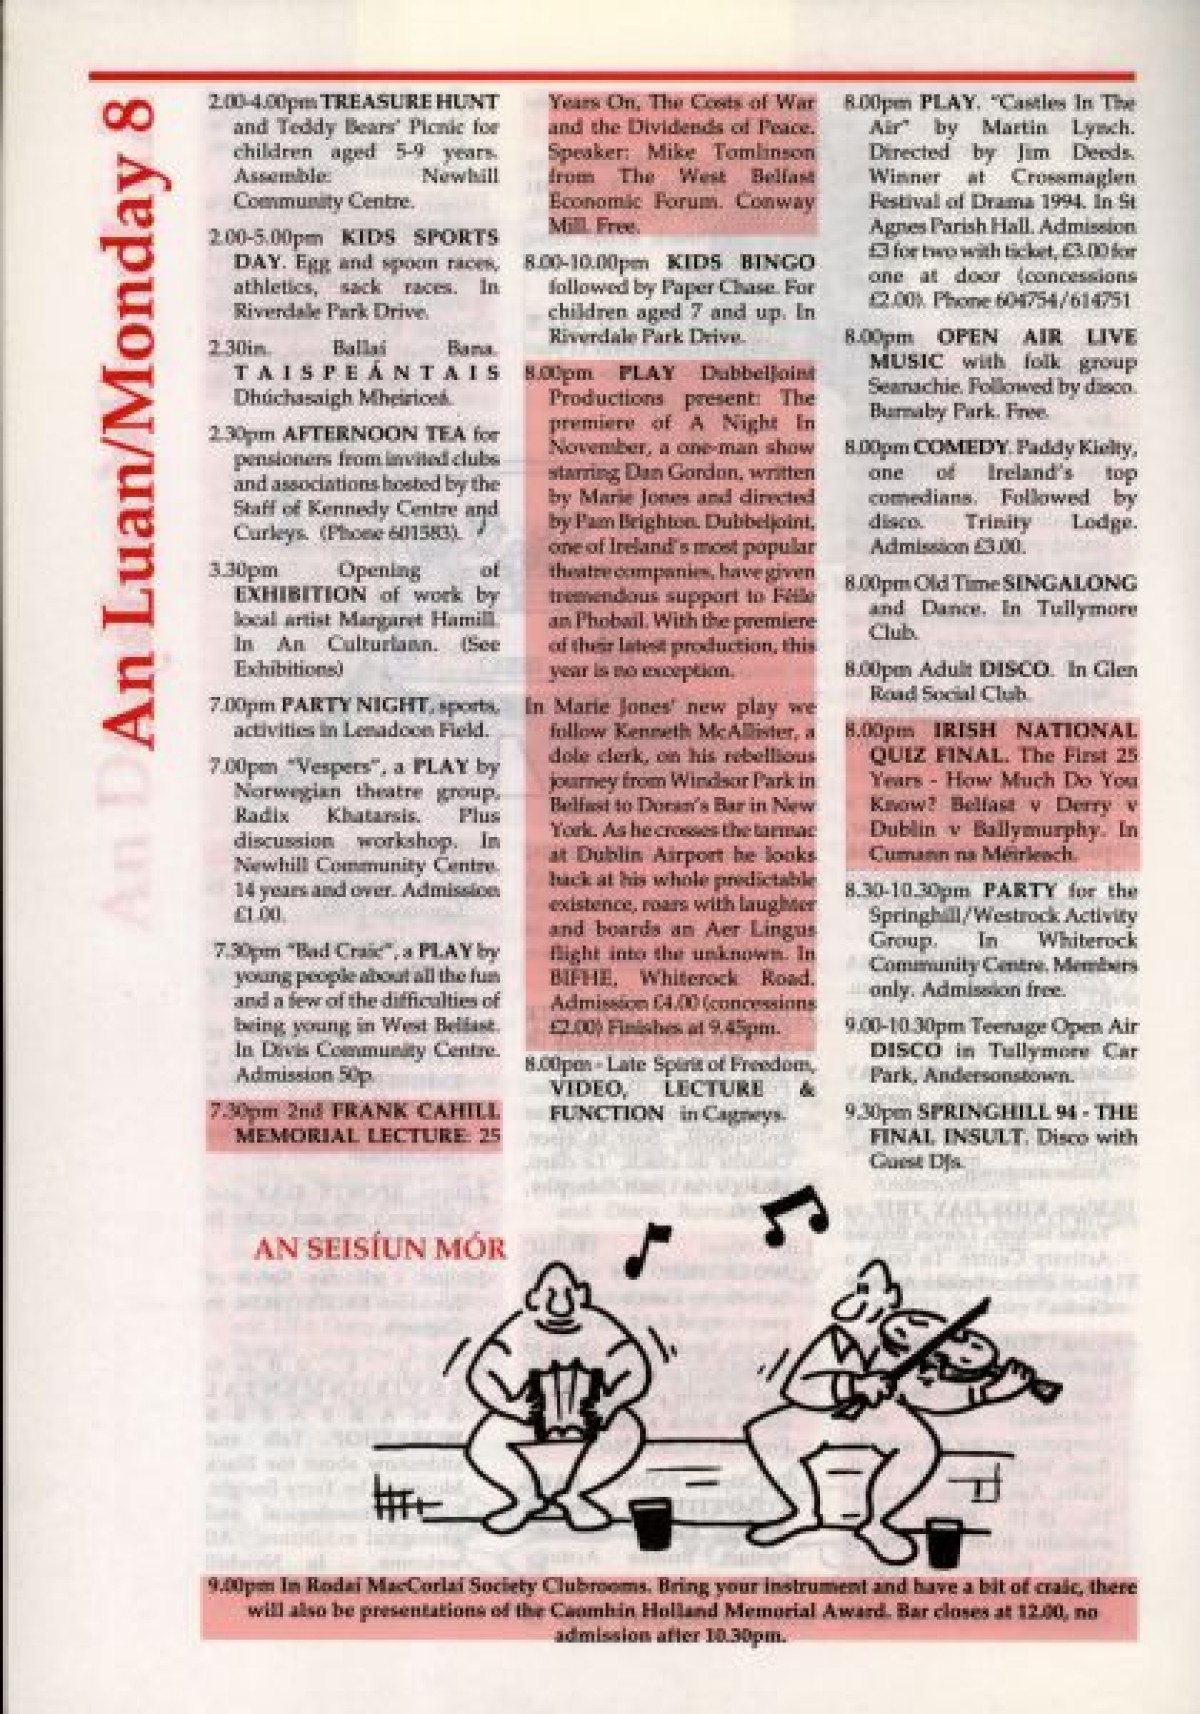 An Luan/Monday 8
2.00-4.00pm TREASURE HUNT
and Teddy Bears' Picnic for
children aged 5-9 years.
Assemble: Newhill
Community Centre.
2.00-5.00pm KIDS SPORTS
DAY. Egg and spoon races,
athletics, sack races. In
Riverdale Park Drive.
2.30in. Ballaí Bana.
TAISPEÁNTAIS
Dhúchasaigh Mheiriceá.
2.30pm AFTERNOON TEA for
pensioners from invited clubs
and associations hosted by the
Staff of Kennedy Centre and
Curleys. (Phone 601583).
3.30pm Opening of
EXHIBITION of work by
local artist Margaret Hamill.
In An Culturlann. (See
Exhibitions)
7.00pm PARTY NIGHT, sports,
activities in Lenadoon Field.
7.00pm "Vespers", a PLAY by
Norwegian theatre group,
Radix Khatarsis. Plus
discussion workshop. In
Newhill Community Centre.
14 years and over. Admission
£1.00.
7.30pm "Bad Craic", a PLAY by
young people about all the fun
and a few of the difficulties of
being young in West Belfast.
In Divis Community Centre.
Admission 50p.
7.30pm 2nd FRANK CAHILL
MEMORIAL LECTURE: 25
Years On, The Costs of War
and the Dividends of Peace.
Speaker: Mike Tomlinson
from The West Belfast
Economic Forum. Conway
Mill. Free.
8.00-10.00pm KIDS BINGO
followed by Paper Chase. For
children aged 7 and up. In
Riverdale Park Drive.
8.00pm PLAY DubbelJoint
Productions present: The
premiere of A Night In
November, a one-man show
starring Dan Gordon, written
by Marie Jones and directed
by Pam Brighton. Dubbeljoint,
one of Ireland's most popular
theatre companies, have given
tremendous support to Féile
an Phobail. With the premiere
of their latest production, this
year is no exception.
In Marie Jones' new play we
follow Kenneth McAllister, a
dole clerk, on his rebellious
journey from Windsor Park in
Belfast to Doran's Bar in New
York. As he crosses the tarmac
at Dublin Airport he looks
back at his whole predictable
existence, roars with laughter
and boards an Aer Lingus
flight into the unknown. In
BIFHE, Whiterock Road.
Admission £4.00 (concessions
£2.00) Finishes at 9.45pm.
8.00pm - Late Spirit of Freedom,
VIDEO, LECTURE &
FUNCTION in Cagneys.
8.00pm PLAY. "Castles In The
Air" by Martin Lynch.
Directed by Jim Deeds.
Winner at Crossmaglen
Festival of Drama 1994. In St
Agnes Parish Hall. Admission
£3 for two with ticket, £3.00 for
one at door (concessions
£2.00). Phone 604754/614751
8.00pm OPEN AIR LIVE
MUSIC with folk group
Seanachie. Followed by disco.
Burnaby Park. Free.
8.00pm COMEDY. Paddy Kielty,
one of Ireland's top
comedians. Followed by
disco. Trinity Lodge.
Admission £3.00.
8.00pm Old Time SINGALONG
and Dance. In Tullymore
Club.
8.00pm Adult DISCO. In Glen
Road Social Club.
8.00pm IRISH NATIONAL
QUIZ FINAL. The First 25
Years - How Much Do You
Know? Belfast v Derry v
Dublin v Ballymurphy. In
Cumann na Méirleach.
8.30-10.30pm PARTY for the
Springhill/Westrock Activity
Group. In Whiterock
Community Centre. Members
only. Admission free.
9.00-10.30pm Teenage Open Air
DISCO in Tullymore Car
Park, Andersonstown.
9.30pm SPRINGHILL 94 - THE
FINAL INSULT. Disco with
Guest DJs.
AN SEISÍUN MÓR
9.00pm In Rodaí MacCorlaí Society Clubrooms. Bring your instrument and have a bit of craic, there
will also be presentations of the Caomhín Holland Memorial Award. Bar closes at 12.00, no
admission after 10.30pm.